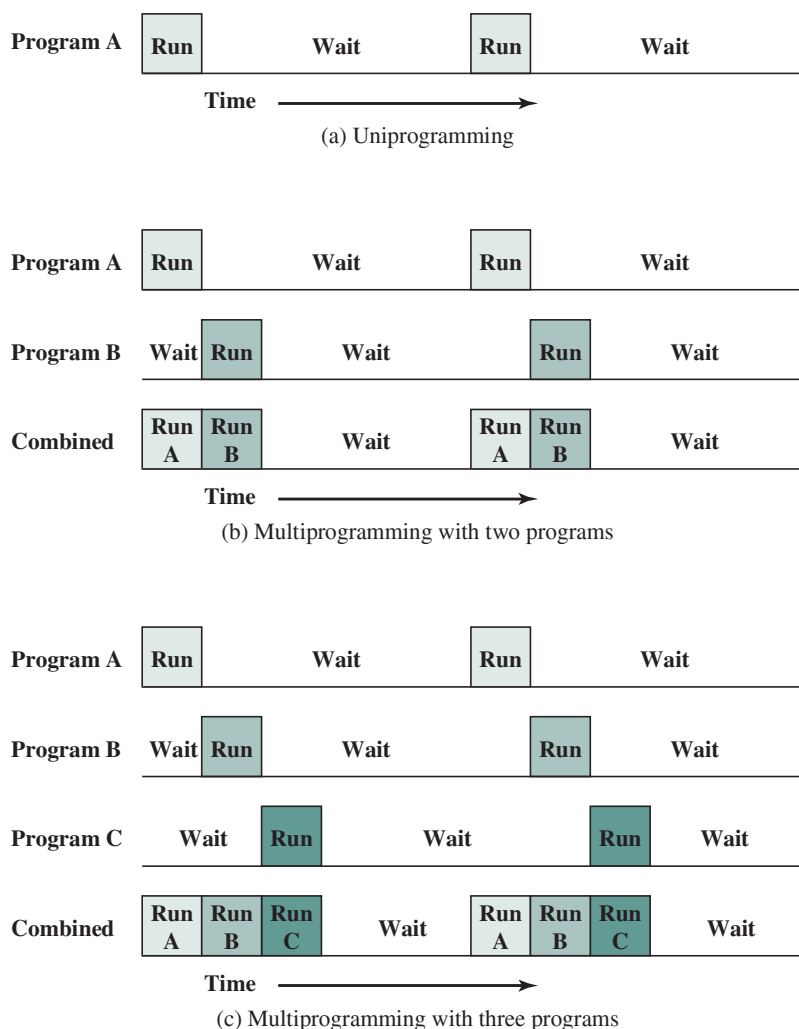 Program A Run Wait Run Wait
Time
(a) Uniprogramming
Program A Run Wait Run Wait
Program B Wait Run Wait Run Wait
Combined Run A Run B Wait Run A Run B Wait
Time
(b) Multiprogramming with two programs
Program A Run Wait Run Wait
Program B Wait Run Wait Run Wait
Program C Wait Run Wait Run Wait
Combined Run A Run B Run C Wait Run A Run B Run C Wait
Time
(c) Multiprogramming with three programs